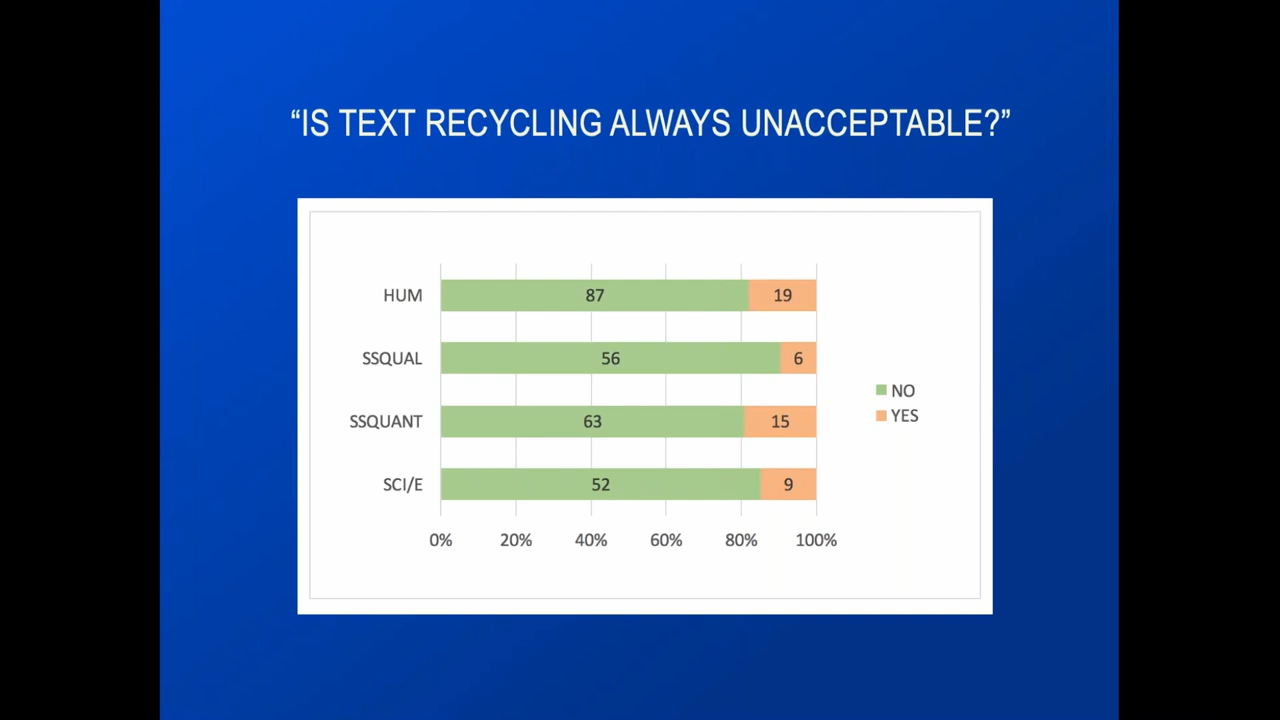 “IS TEXT RECYCLING ALWAYS UNACCEPTABLE?”
HUM 87 19
SSQUAL 56 6
SSQUANT 63 15
SCI/E 52 9
0% 20% 40% 60% 80% 100%
NO
YES